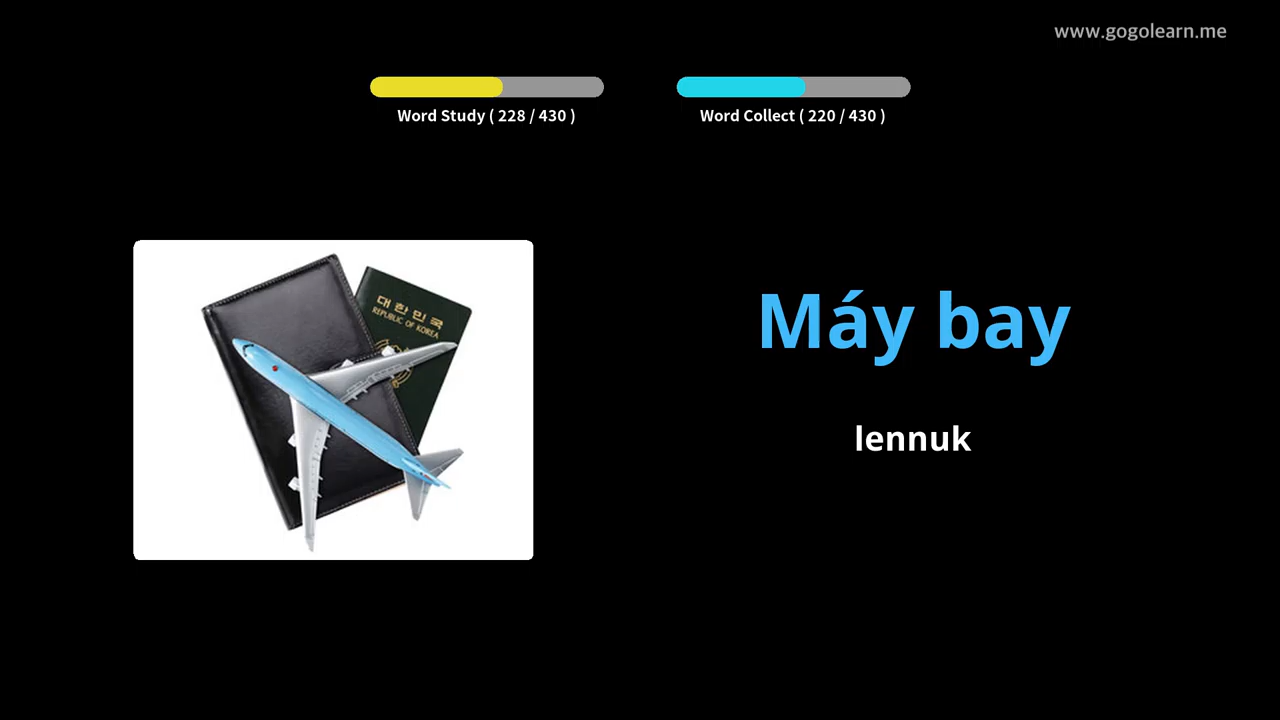 www.gogolearn.me
Word Study ( 228 / 430 )
Word Collect ( 220 / 430 )
대한민국
REPUBLIC OF KOREA
Máy bay
lennuk